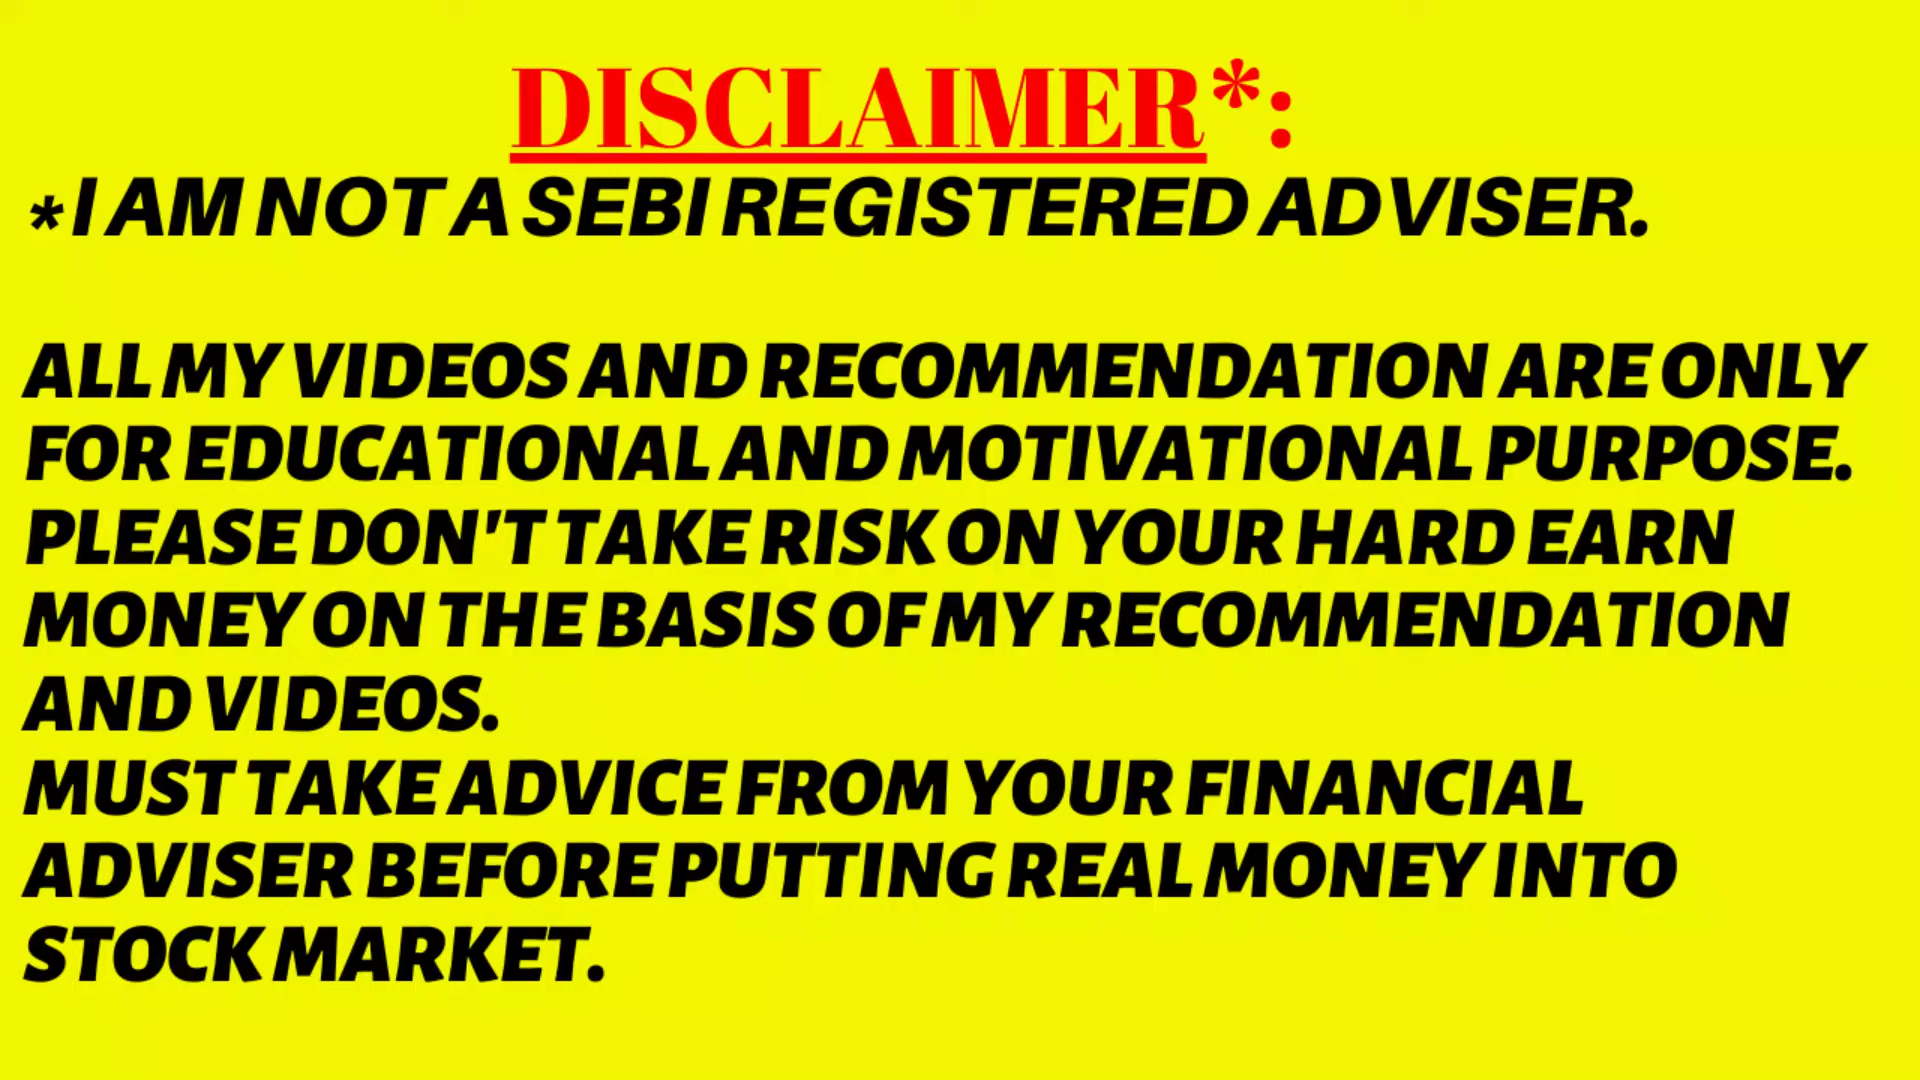 DISCLAIMER*:
*I AM NOT A SEBI REGISTERED ADVISER.
ALL MY VIDEOS AND RECOMMENDATION ARE ONLY
FOR EDUCATIONAL AND MOTIVATIONAL PURPOSE.
PLEASE DON'T TAKE RISK ON YOUR HARD EARN
MONEY ON THE BASIS OF MY RECOMMENDATION
AND VIDEOS.
MUST TAKE ADVICE FROM YOUR FINANCIAL
ADVISER BEFORE PUTTING REAL MONEY INTO
STOCK MARKET.